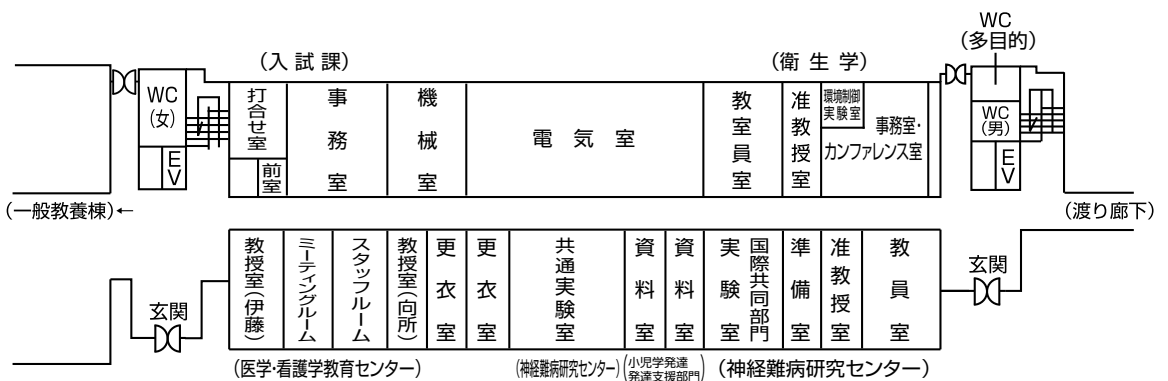 WC
(多目的)
(入試課)
(衛生学)
WC
(女)
EV
打合せ室
前室
事務室
機械室
電気室
教室員室
准教授室
環境制御
実験室
事務室・
カンファレンス室
WC
(男)
EV
(一般教養棟)←
(渡り廊下)
玄関
教授室(伊藤)
ミーティングルーム
スタッフルーム
教授室(向所)
更衣室
更衣室
共通実験室
資料室
資料室
国際共同部門
実験室
準備室
准教授室
教員室
玄関
(医学・看護学教育センター)
(神経難病研究センター)
(小児学発達
発達支援部門)
(神経難病研究センター)